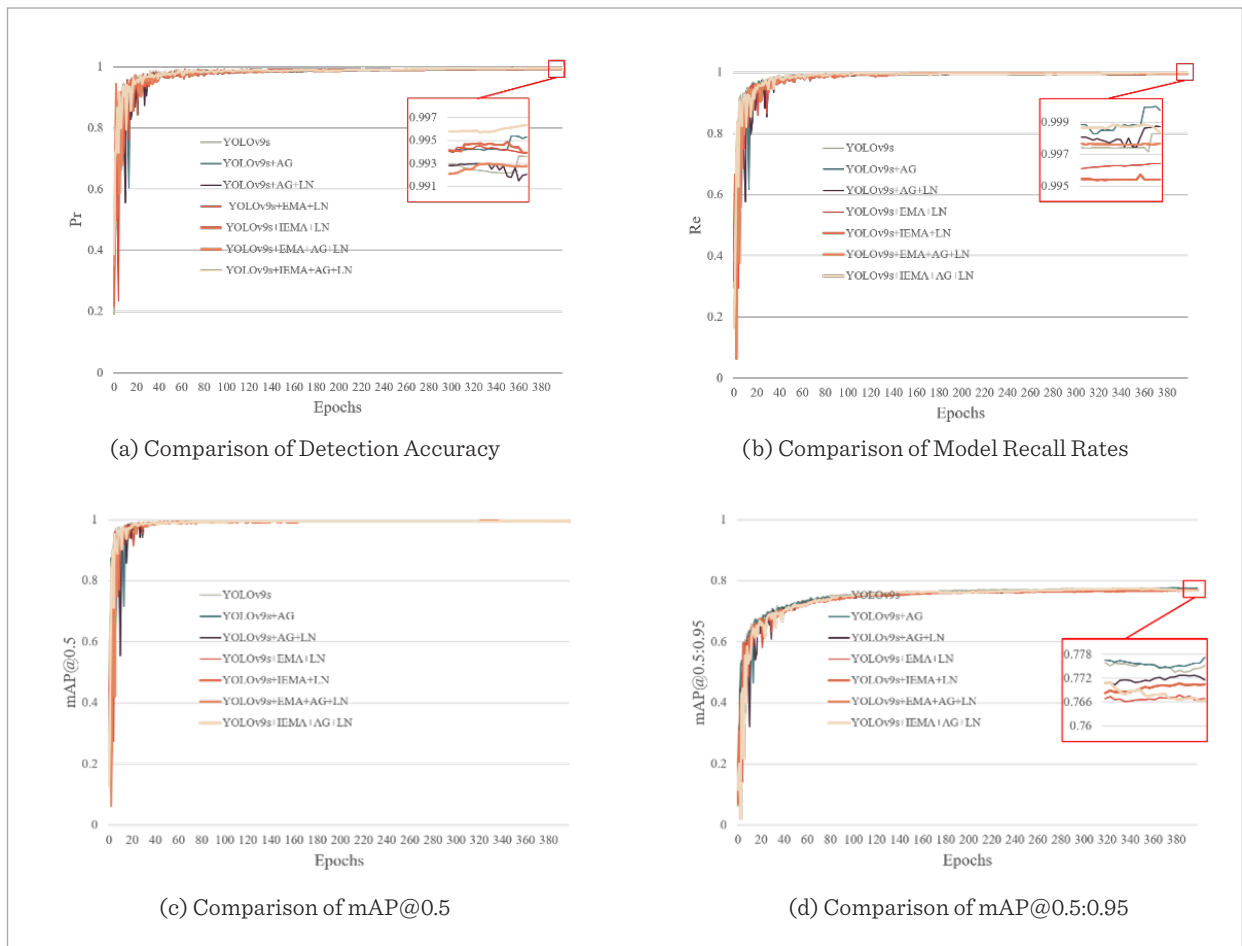 1
0.8
0.6
0.4
0.2
0
Pr
0.997
0.995
0.993
0.991
YOLOv9s
YOLOv9s+AG
YOLOv9s+AG+LN
YOLOv9s+EMA+LN
YOLOv9s+IEMA+LN
YOLOv9s+EMA+AG+LN
YOLOv9s+IEMA+AG+LN
0 20 40 60 80 100 120 140 160 180 200 220 240 260 280 300 320 340 360 380
Epochs
(a) Comparison of Detection Accuracy
1
0.8
0.6
0.4
0.2
0
Re
0.999
0.997
0.995
YOLOv9s
YOLOv9s+AG
YOLOv9s+AG+LN
YOLOv9s+EMA+LN
YOLOv9s+IEMA+LN
YOLOv9s+EMA+AG+LN
YOLOv9s+IEMA+AG+LN
0 20 40 60 80 100 120 140 160 180 200 220 240 260 280 300 320 340 360 380
Epochs
(b) Comparison of Model Recall Rates
1
0.8
0.6
0.4
0.2
0
mAP@0.5
YOLOv9s
YOLOv9s+AG
YOLOv9s+AG+LN
YOLOv9s+EMA+LN
YOLOv9s+IEMA+LN
YOLOv9s+EMA+AG+LN
YOLOv9s+IEMA+AG+LN
0 20 40 60 80 100 120 140 160 180 200 220 240 260 280 300 320 340 360 380
Epochs
(c) Comparison of mAP@0.5
1
0.8
0.6
0.4
0.2
0
mAP@0.5:0.95
YOLOv9s
YOLOv9s+AG
YOLOv9s+AG+LN
YOLOv9s+EMA+LN
YOLOv9s+IEMA+LN
YOLOv9s+EMA+AG+LN
YOLOv9s+IEMA+AG+LN
0.778
0.772
0.766
0.76
0 20 40 60 80 100 120 140 160 180 200 220 240 260 280 300 320 340 360 380
Epochs
(d) Comparison of mAP@0.5:0.95